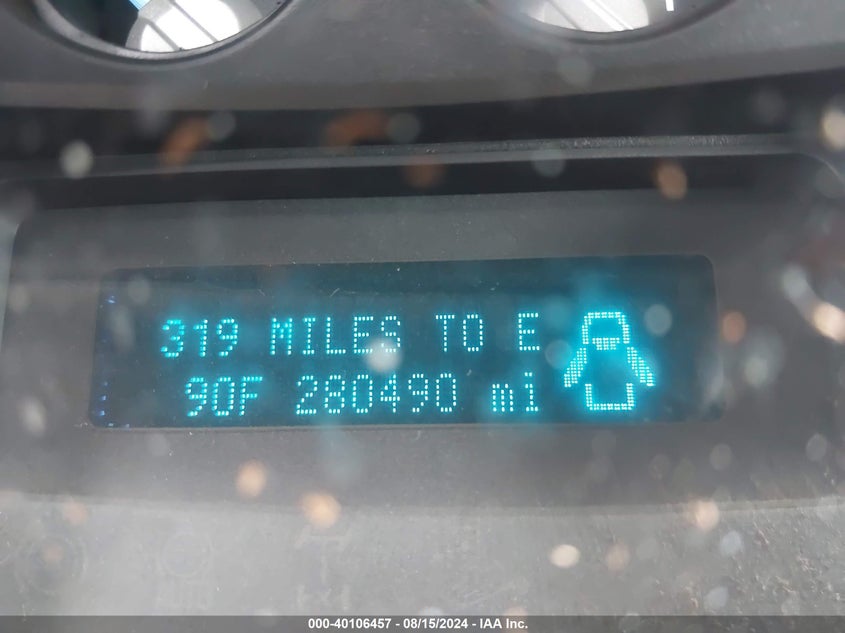 319 MILES TO E
90F 280490 mi
000-40106457 - 08/15/2024 - IAA Inc.